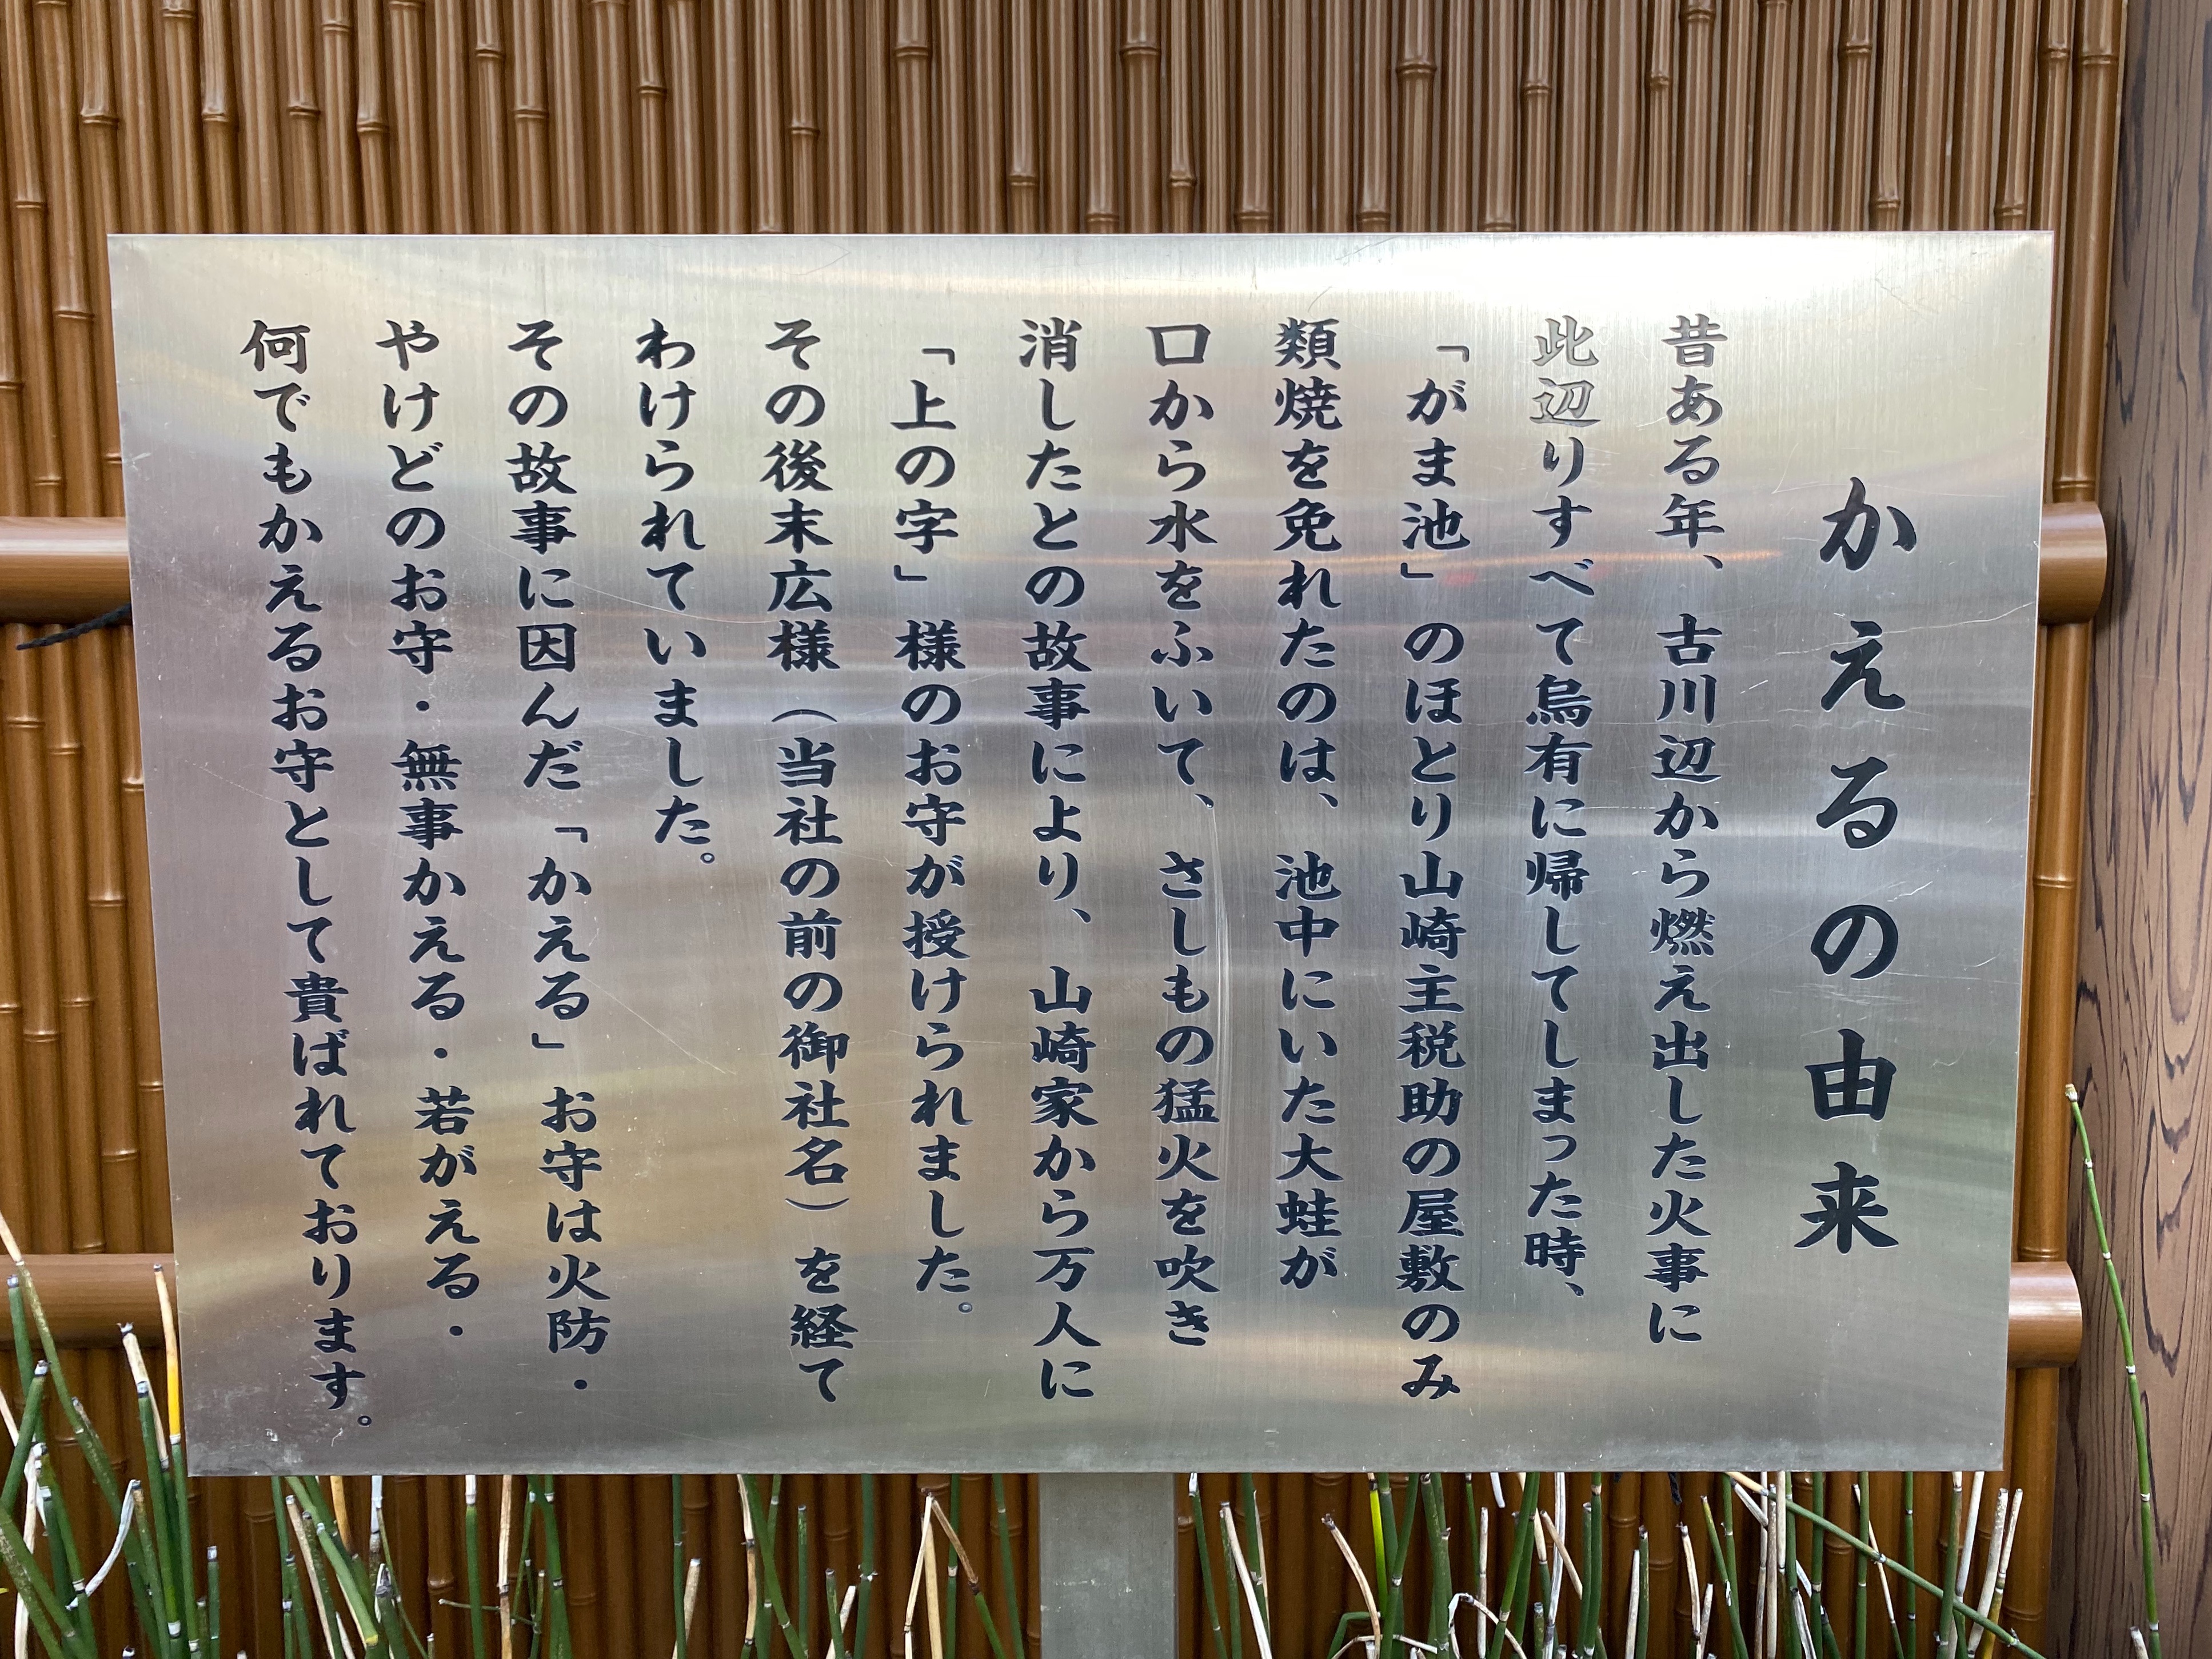 かえるの由来
昔ある年、古川辺から燃え出した火事に
此辺りすべて烏有に帰してしまった時、
「がま池」のほとり山崎主税助の屋敷のみ
類焼を免れたのは、池中にいた大蛙が
口から水をふいて、さしもの猛火を吹き
消したとの故事により、山崎家から万人に
「上の字」様のお守が授けられました。
その後末広様（当社の前の御社名）を経て
わけられていました。
その故事に因んだ「かえる」お守は火防・
やけどのお守・無事かえる・若がえる・
何でもかえるお守として貴ばれております。